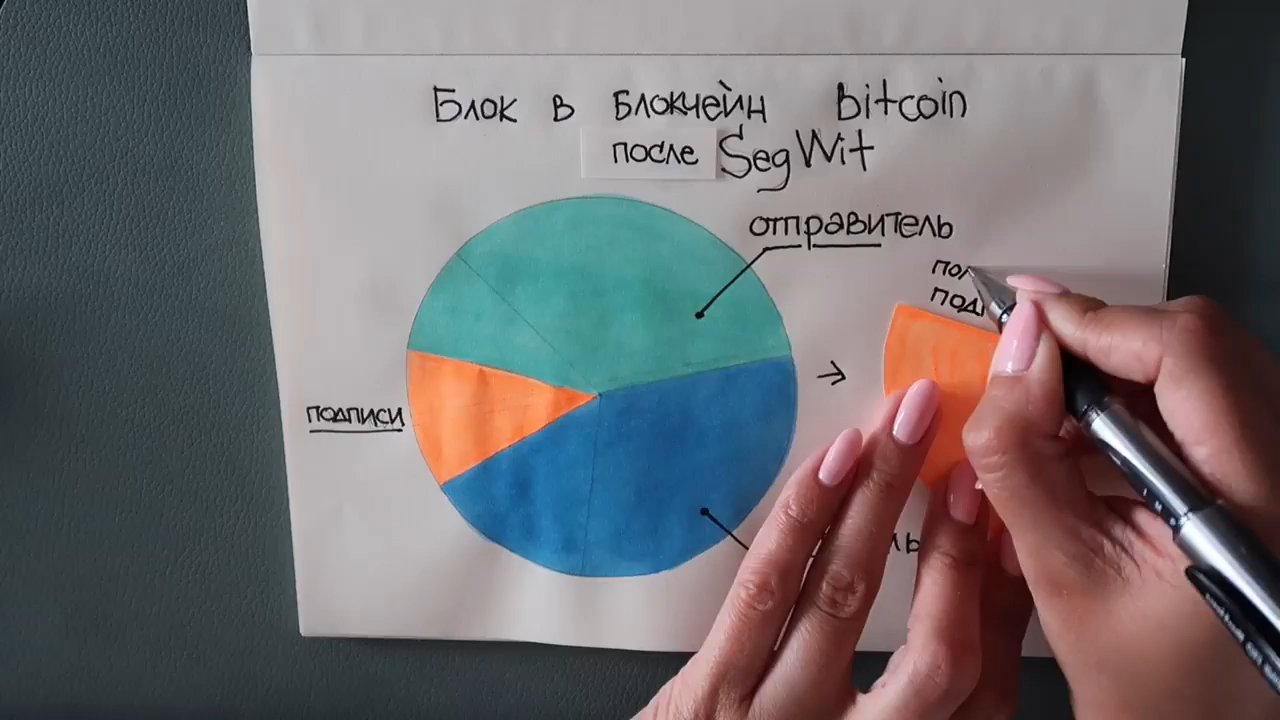 Блок в блокчейн Bitcoin
после SegWit
отправитель
подписи